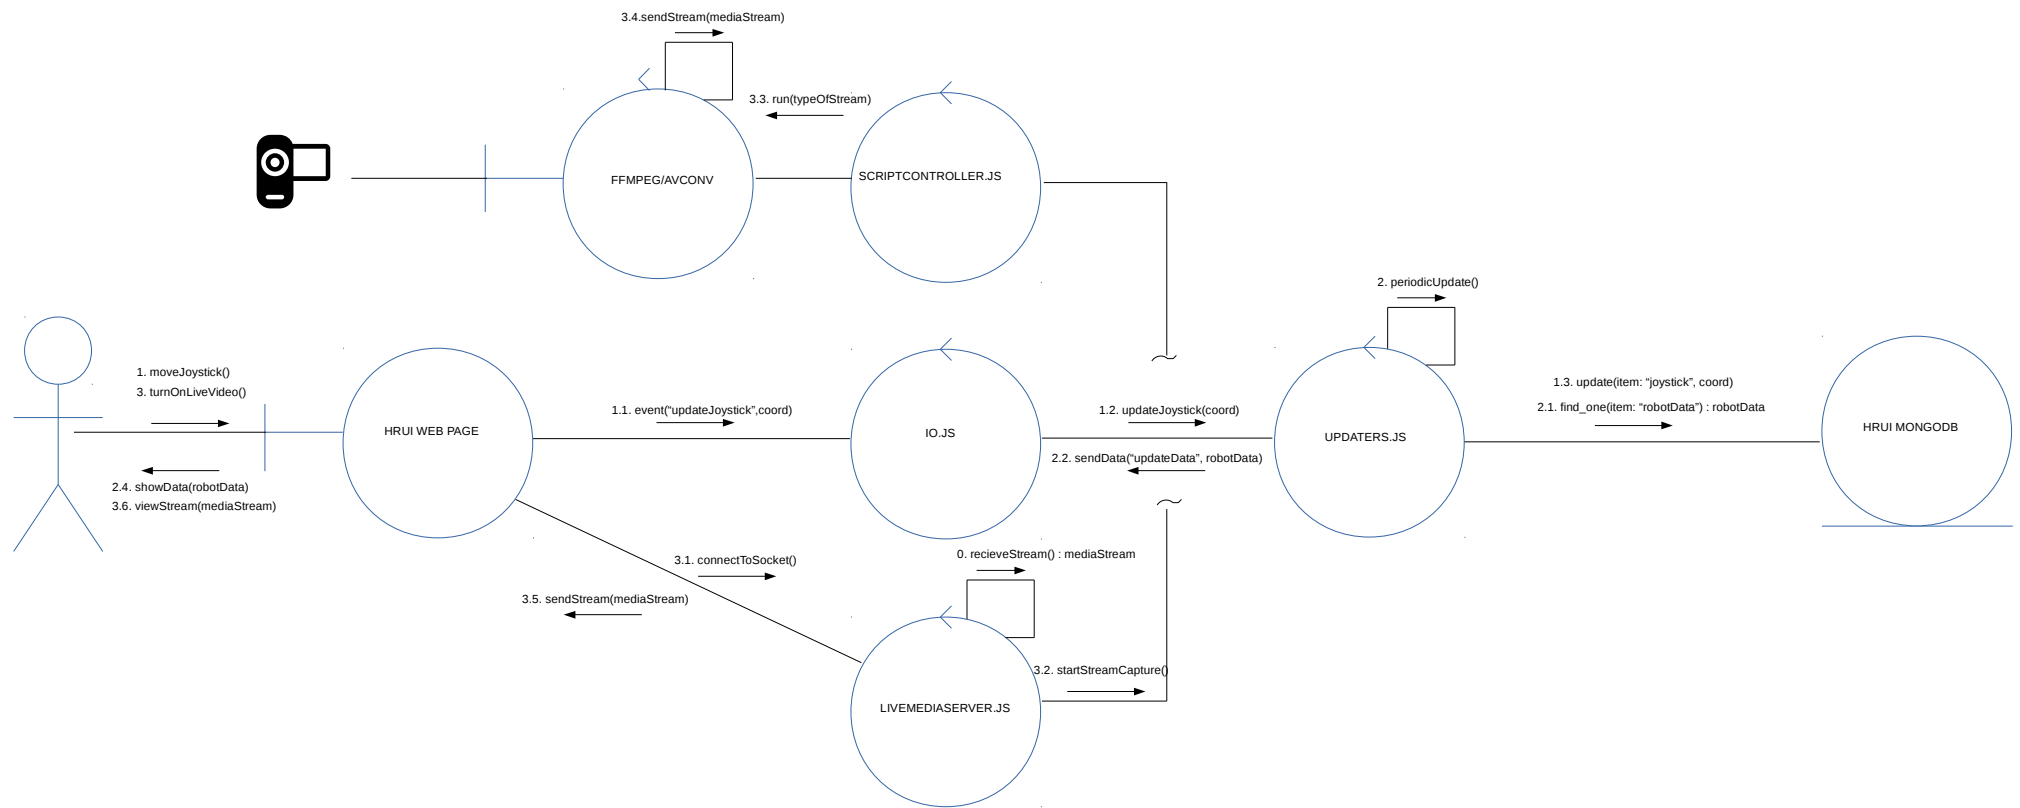 3.4.sendStream(mediaStream)
3.3. run(typeOfStream)
FFMPEG/AVCONV
SCRIPTCONTROLLER.JS
2. periodicUpdate()
1. moveJoystick()
3. turnOnLiveVideo()
HRUI WEB PAGE
1.1. event(“updateJoystick”,coord)
IO.JS
1.2. updateJoystick(coord)
2.2. sendData(“updateData”, robotData)
UPDATERS.JS
1.3. update(item: “joystick”, coord)
2.1. find_one(item: “robotData”) : robotData
HRUI MONGODB
2.4. showData(robotData)
3.6. viewStream(mediaStream)
3.1. connectToSocket()
3.5. sendStream(mediaStream)
0. recieveStream() : mediaStream
3.2. startStreamCapture()
LIVEMEDIASERVER.JS